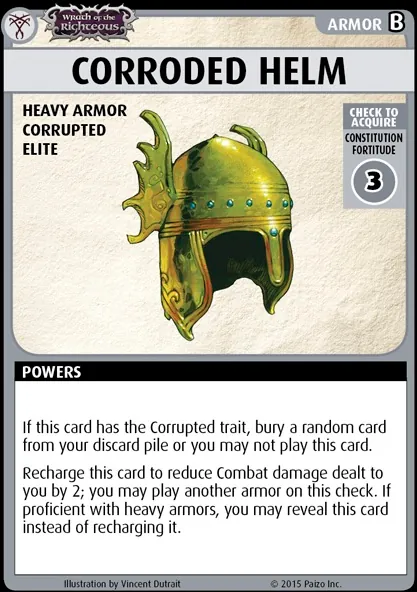 Wrath of the
Righteous
ARMOR B
CORRODED HELM
HEAVY ARMOR
CORRUPTED
ELITE
CHECK TO
ACQUIRE
CONSTITUTION
FORTITUDE
3
POWERS
If this card has the Corrupted trait, bury a random card
from your discard pile or you may not play this card.
Recharge this card to reduce Combat damage dealt to
you by 2; you may play another armor on this check. If
proficient with heavy armors, you may reveal this card
instead of recharging it.
Illustration by Vincent Dutrait
© 2015 Paizo Inc.